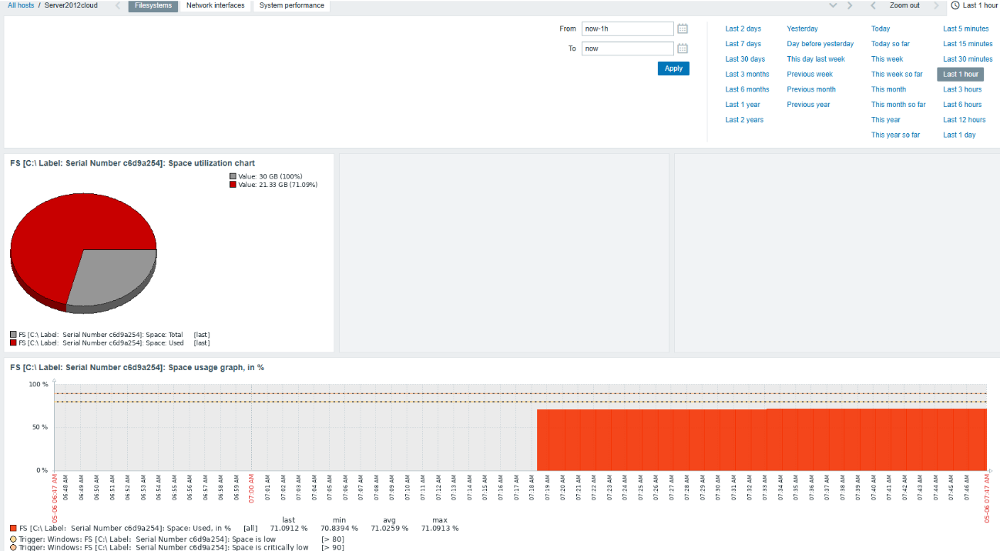 All hosts / Server2012cloud Filesystems Network interfaces System performance Zoom out Last 1 hour
From now-1h
To now
Apply
Last 2 days Yesterday Today Last 5 minutes
Last 7 days Day before yesterday Today so far Last 15 minutes
Last 30 days This day last week This week Last 30 minutes
Last 3 months Previous week This week so far Last 1 hour
Last 6 months Previous month This month Last 3 hours
Last 1 year Previous year This month so far Last 6 hours
Last 2 years This year Last 12 hours
This year so far Last 1 day
FS [C:\ Label: Serial Number c6d9a254]: Space utilization chart
Value: 30 GB (100%)
Value: 21.33 GB (71.09%)
FS [C:\ Label: Serial Number c6d9a254]: Space: Total [last]
FS [C:\ Label: Serial Number c6d9a254]: Space: Used [last]
FS [C:\ Label: Serial Number c6d9a254]: Space usage graph, in %
100 %
50 %
0 %
05-06 06:47 AM
06:48 AM
06:49 AM
06:50 AM
06:51 AM
06:52 AM
06:53 AM
06:54 AM
06:55 AM
06:56 AM
06:57 AM
06:58 AM
06:59 AM
07:00 AM
07:01 AM
07:02 AM
07:03 AM
07:04 AM
07:05 AM
07:06 AM
07:07 AM
07:08 AM
07:09 AM
07:10 AM
07:11 AM
07:12 AM
07:13 AM
07:14 AM
07:15 AM
07:16 AM
07:17 AM
07:18 AM
07:19 AM
07:20 AM
07:21 AM
07:22 AM
07:23 AM
07:24 AM
07:25 AM
07:26 AM
07:27 AM
07:28 AM
07:29 AM
07:30 AM
07:31 AM
07:32 AM
07:33 AM
07:34 AM
07:35 AM
07:36 AM
07:37 AM
07:38 AM
07:39 AM
07:40 AM
07:41 AM
07:42 AM
07:43 AM
07:44 AM
07:45 AM
07:46 AM
05-06 07:47 AM
last min avg max
FS [C:\ Label: Serial Number c6d9a254]: Space: Used, in % [all] 71.0912 % 70.8394 % 71.0259 % 71.0913 %
Trigger: Windows: FS [C:\ Label: Serial Number c6d9a254]: Space is low [> 80]
Trigger: Windows: FS [C:\ Label: Serial Number c6d9a254]: Space is critically low [> 90]